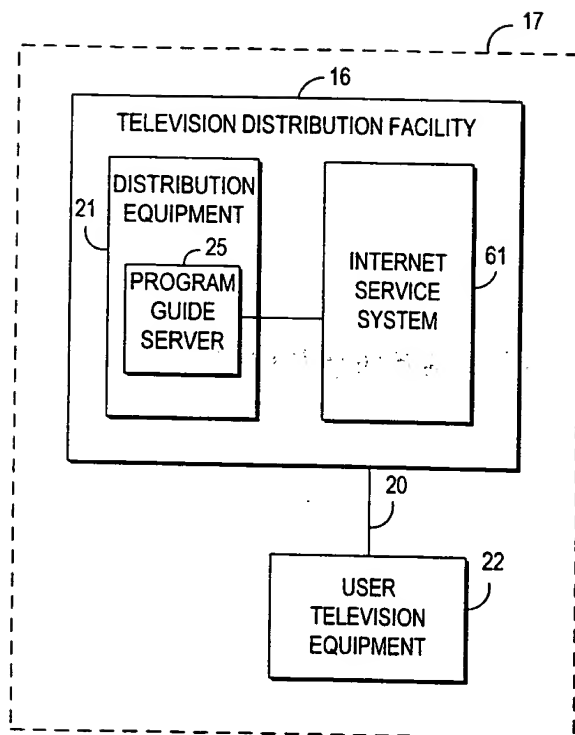 17
16
TELEVISION DISTRIBUTION FACILITY
DISTRIBUTION
EQUIPMENT
21
25
PROGRAM
GUIDE
SERVER
INTERNET
SERVICE
SYSTEM
61
20
22
USER
TELEVISION
EQUIPMENT